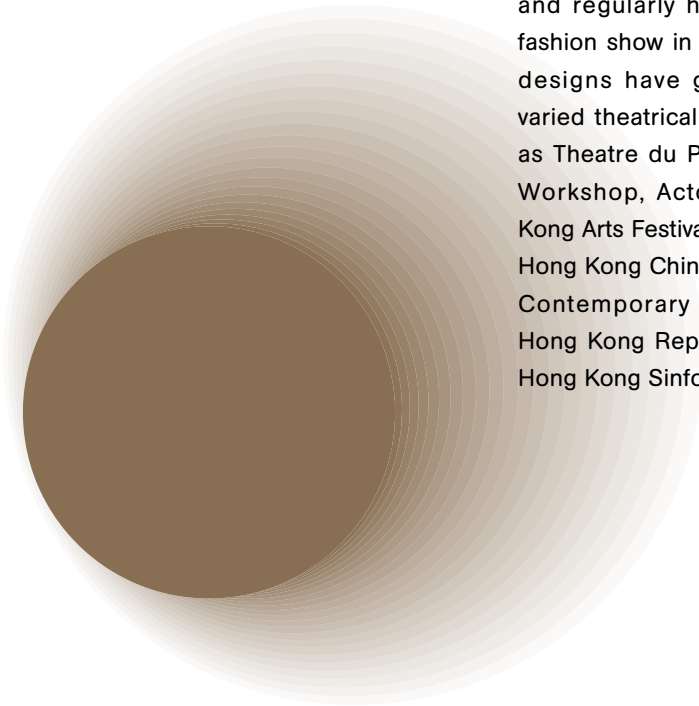 and regularly h
fashion show in
designs have g
varied theatrical
as Theatre du P
Workshop, Acto
Kong Arts Festiva
Hong Kong Chin
Contemporary
Hong Kong Rep
Hong Kong Sinfo